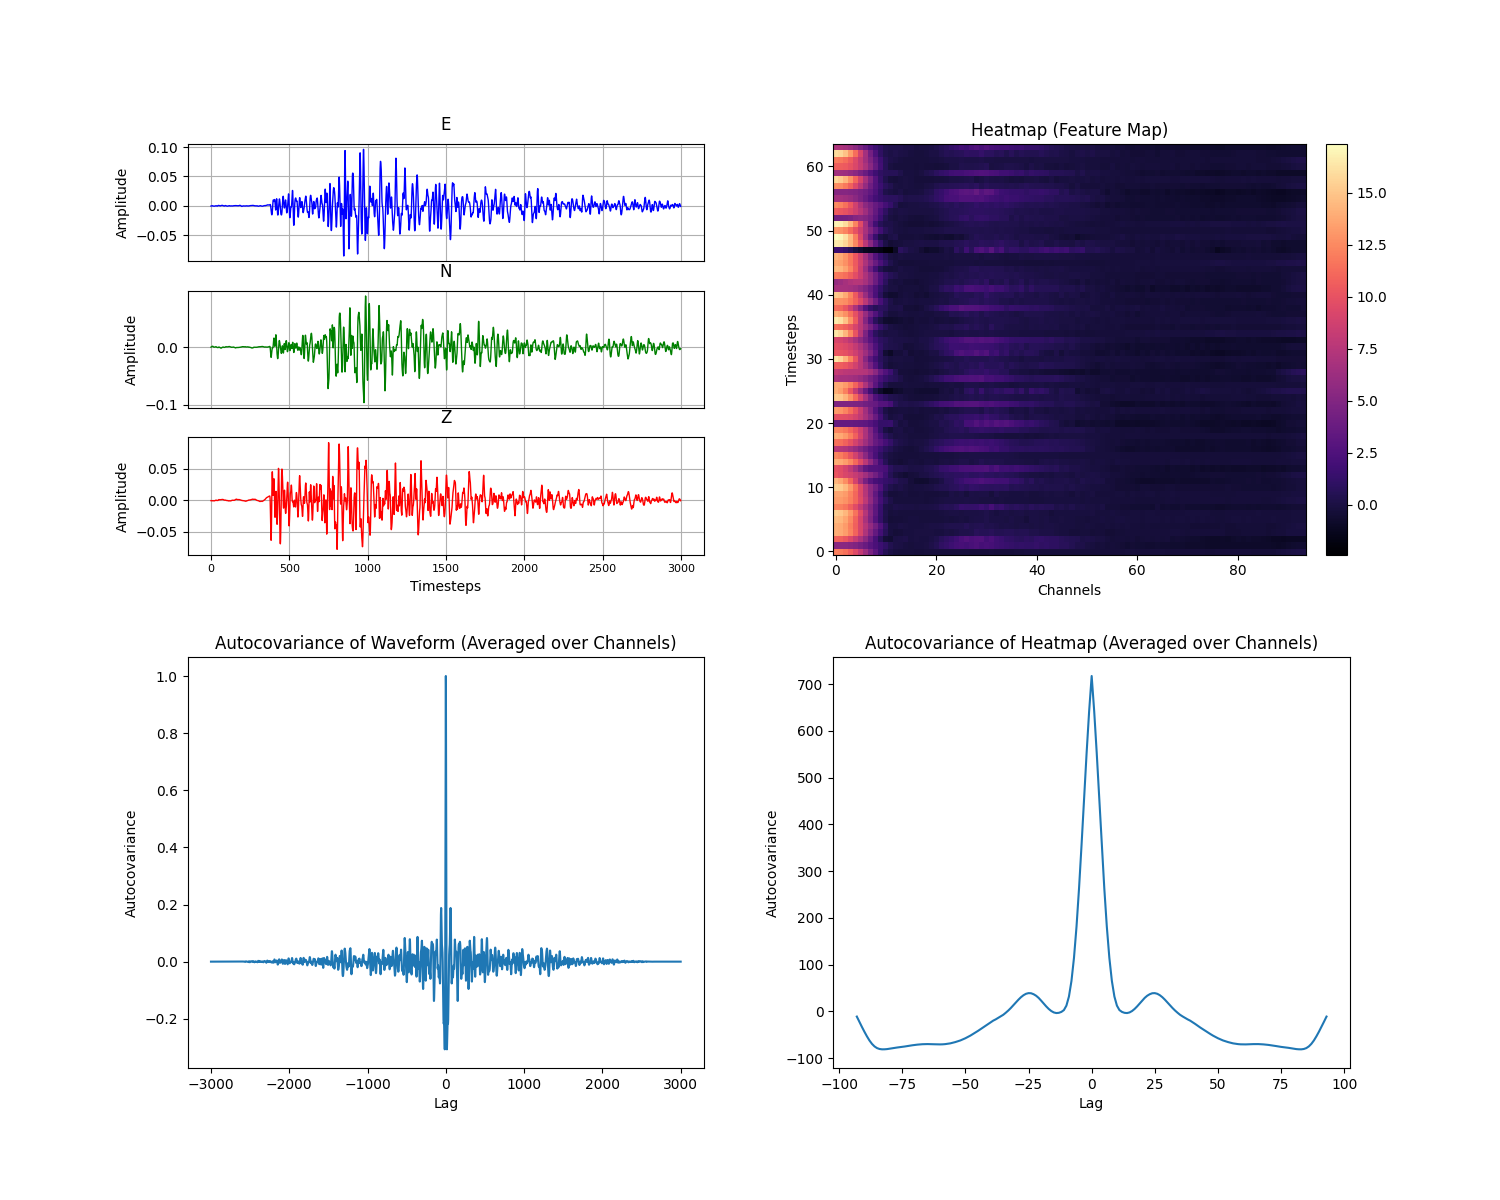 E
0.10
0.05
0.00
−0.05
Amplitude
N
0.0
−0.1
Amplitude
Z
0.05
0.00
−0.05
Amplitude
0 500 1000 1500 2000 2500 3000
Timesteps
Heatmap (Feature Map)
60
50
40
30
20
10
0
Timesteps
0 20 40 60 80
Channels
15.0
12.5
10.0
7.5
5.0
2.5
0.0
Autocovariance of Waveform (Averaged over Channels)
1.0
0.8
0.6
0.4
0.2
0.0
−0.2
Autocovariance
−3000 −2000 −1000 0 1000 2000 3000
Lag
Autocovariance of Heatmap (Averaged over Channels)
700
600
500
400
300
200
100
0
−100
Autocovariance
−100 −75 −50 −25 0 25 50 75 100
Lag